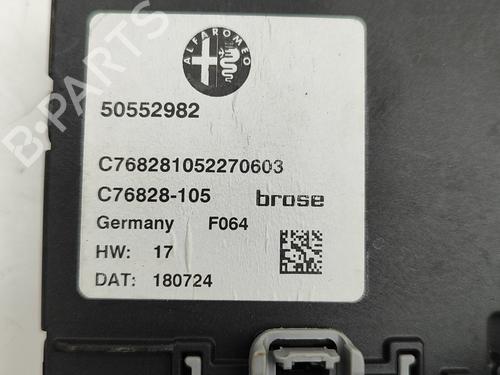 ALFA ROMEO
50552982
C768281052270603
C76828-105 brose
Germany F064
HW: 17
DAT: 180724
B-PARTS